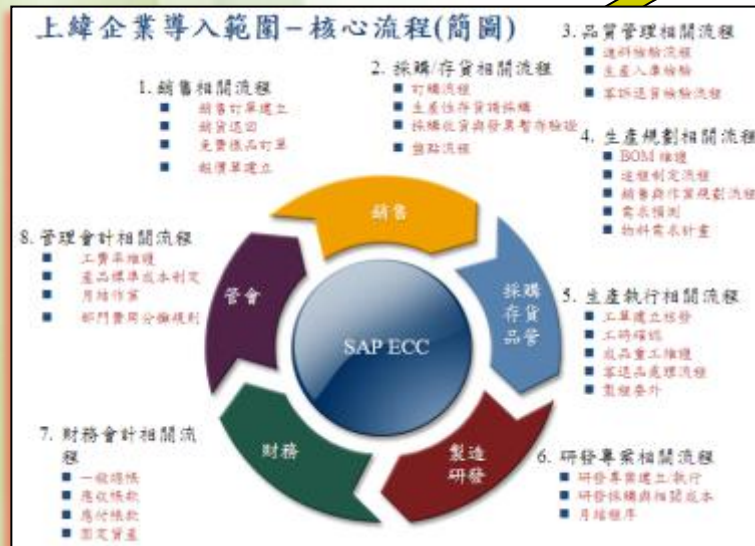 上緯企業導入範圍–核心流程(簡圖)
1. 銷售相關流程
銷售訂單建立
銷貨退回
免費樣品訂單
報價單建立
2. 採購/存貨相關流程
訂購流程
生產性存貨請採購
採購收貨與發票暫存驗證
盤點流程
3. 品質管理相關流程
進料檢驗流程
生產入庫檢驗
客訴退貨檢驗流程
4. 生產規劃相關流程
BOM 維護
途程制定流程
銷售與作業規劃流程
需求預測
物料需求計畫
5. 生產執行相關流程
工單建立核發
工時確認
成品重工維護
客退品處理流程
製程委外
6. 研發專案相關流程
研發專案建立/執行
研發採購與相關成本
月結程序
7. 財務會計相關流
程
一般總帳
應收帳款
應付帳款
固定資產
8. 管理會計相關流程
工費率維護
產品標準成本制定
月結作業
部門費用分攤規則
銷售
採購
存貨
品管
製造
研發
財務
管會
SAP ECC